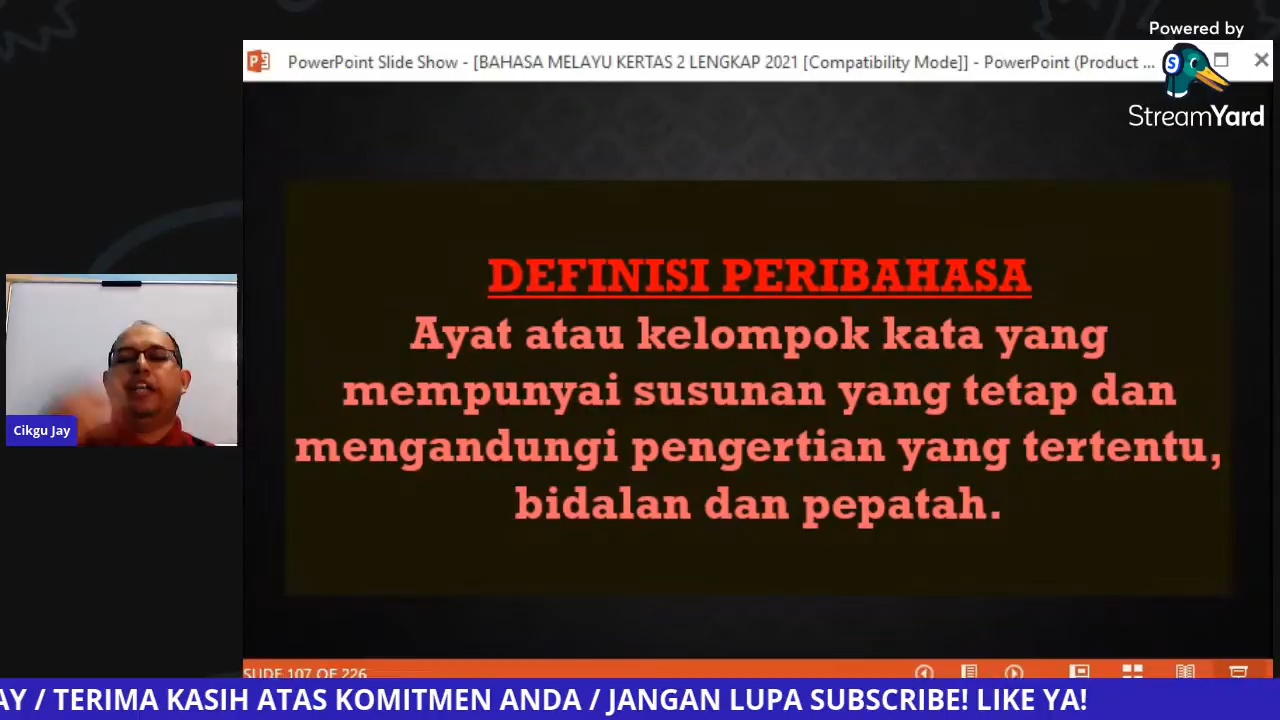 Powered by
StreamYard
PowerPoint Slide Show - [BAHASA MELAYU KERTAS 2 LENGKAP 2021 [Compatibility Mode]] - PowerPoint (Product ...
DEFINISI PERIBAHASA
Ayat atau kelompok kata yang
mempunyai susunan yang tetap dan
mengandungi pengertian yang tertentu,
bidalan dan pepatah.
Cikgu Jay
SLIDE 107 OF 226
AY / TERIMA KASIH ATAS KOMITMEN ANDA / JANGAN LUPA SUBSCRIBE! LIKE YA!